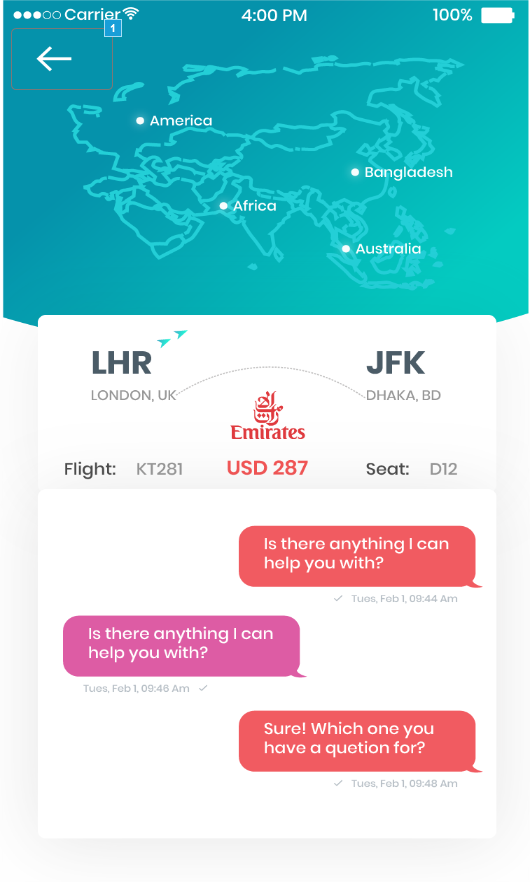 Carrier
4:00 PM
100%
1
America
Bangladesh
Africa
Australia
LHR
JFK
LONDON, UK
DHAKA, BD
Emirates
Flight: KT281
USD 287
Seat: D12
Is there anything I can
help you with?
Tues, Feb 1, 09:44 Am
Is there anything I can
help you with?
Tues, Feb 1, 09:46 Am
Sure! Which one you
have a quetion for?
Tues, Feb 1, 09:48 Am